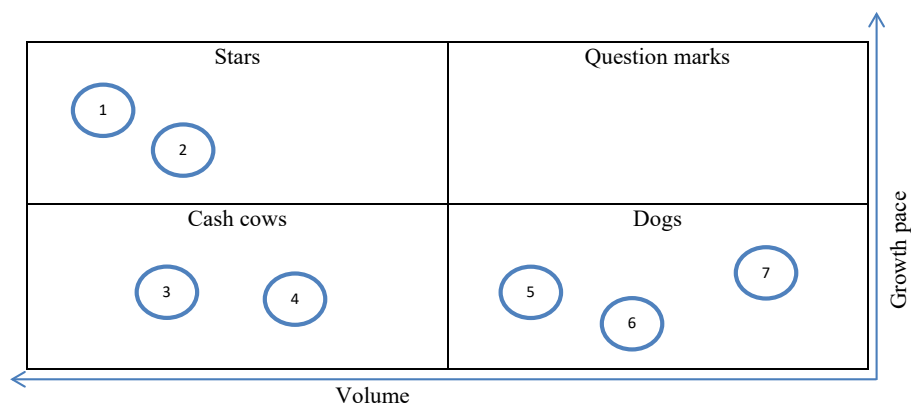 Stars
Question marks
1
2
Cash cows
Dogs
3
4
5
6
7
Growth pace
Volume